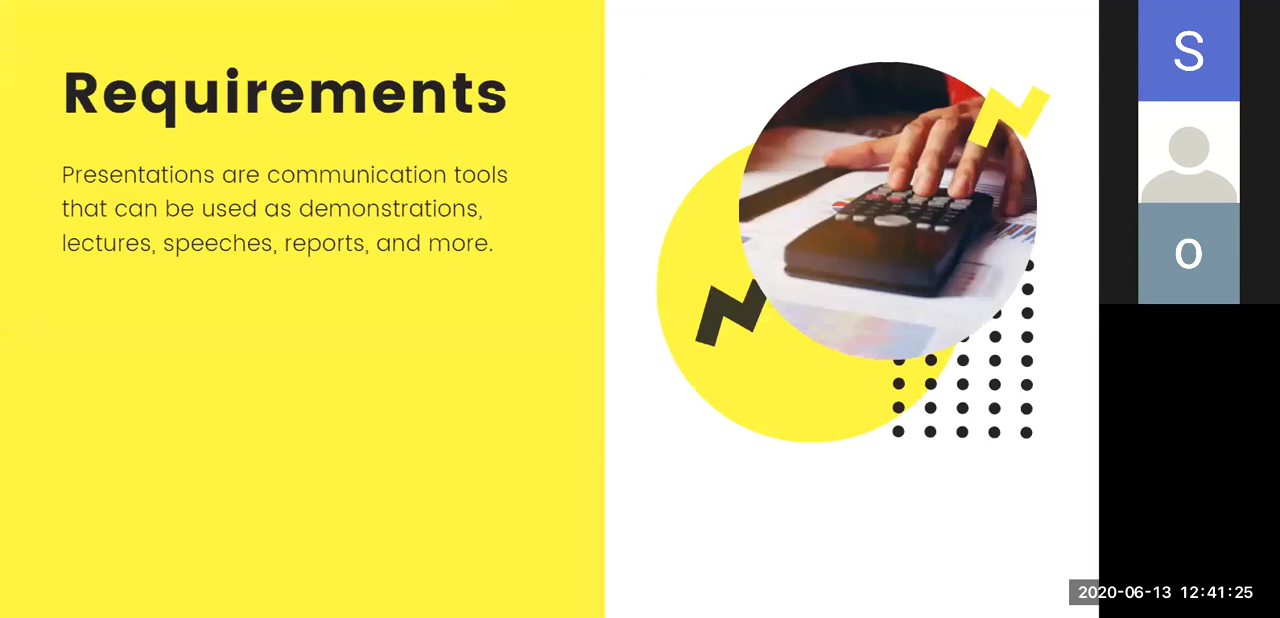 Requirements
Presentations are communication tools
that can be used as demonstrations,
lectures, speeches, reports, and more.
S
o
2020-06-13 12:41:25